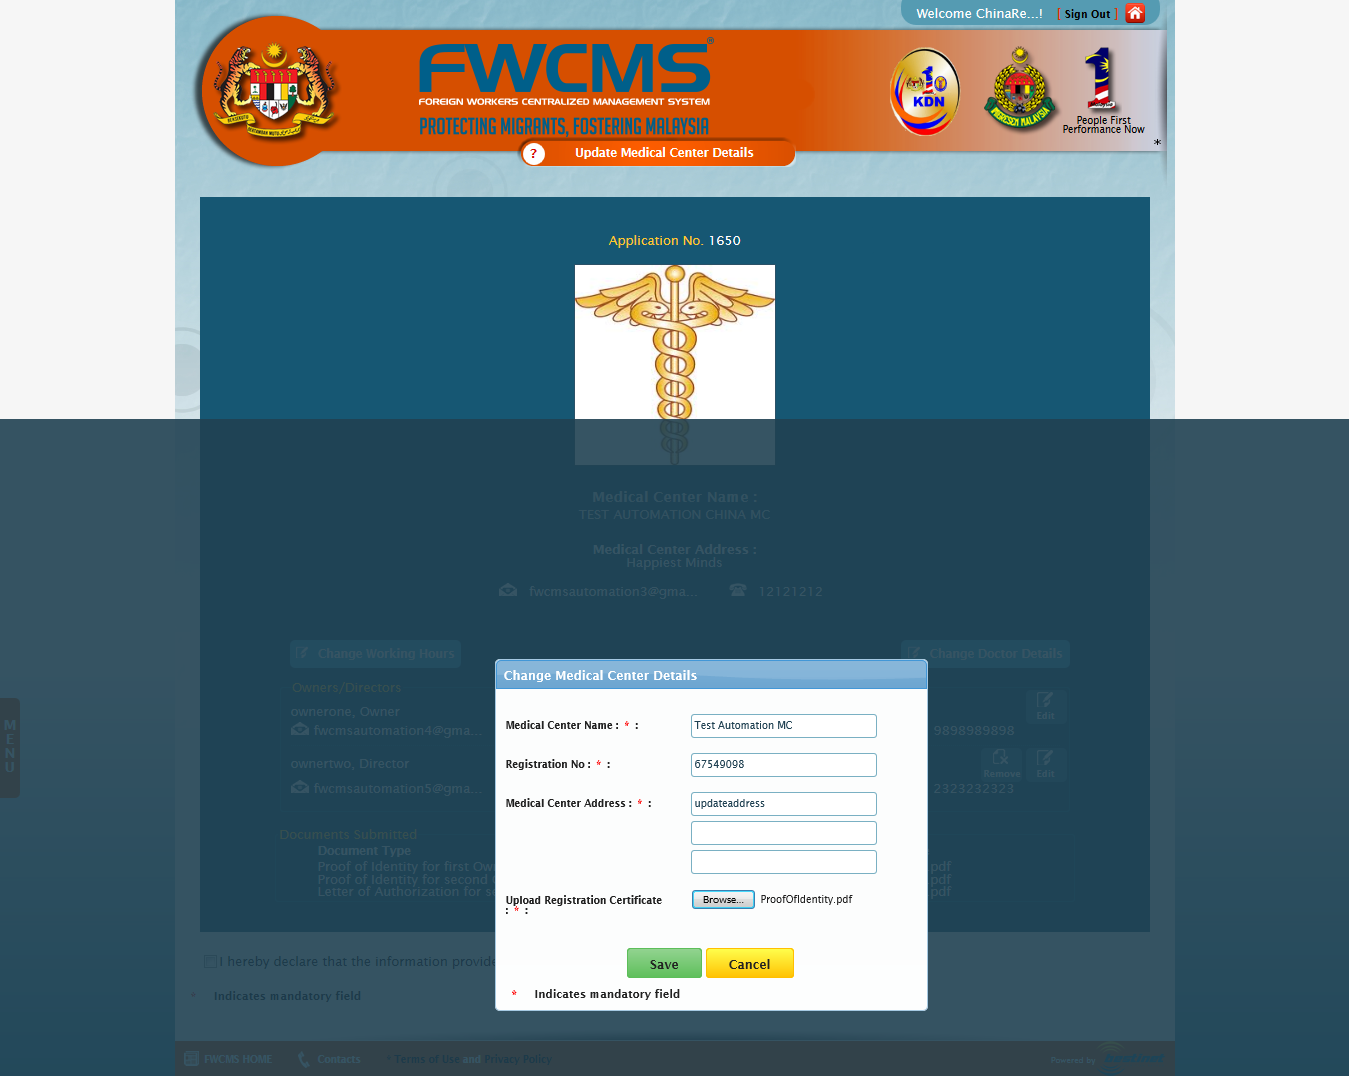 Welcome ChinaRe...! [ Sign Out ]
FWCMS®
FOREIGN WORKERS CENTRALIZED MANAGEMENT SYSTEM
PROTECTING MIGRANTS, FOSTERING MALAYSIA
KDN
IMIGRESEN MALAYSIA
1
People First
Performance Now
*
? Update Medical Center Details
Application No. 1650
Medical Center Name :
TEST AUTOMATION CHINA MC
Medical Center Address :
Happiest Minds
fwcmsautomation3@gma... 12121212
Change Working Hours Change Doctor Details
Owners/Directors
ownerone, Owner
fwcmsautomation4@gma... 9898989898
Edit
ownertwo, Director
fwcmsautomation5@gma... 2323232323
Remove Edit
Documents Submitted
Document Type
Proof of Identity for first Own .pdf
Proof of Identity for second .pdf
Letter of Authorization for se .pdf
MENU
Change Medical Center Details
Medical Center Name : * : Test Automation MC
Registration No : * : 67549098
Medical Center Address : * : updateaddress
Upload Registration Certificate
: * : Browse... ProofOfIdentity.pdf
Save Cancel
* Indicates mandatory field
I hereby declare that the information provide
* Indicates mandatory field
FWCMS HOME Contacts * Terms of Use and Privacy Policy Powered by